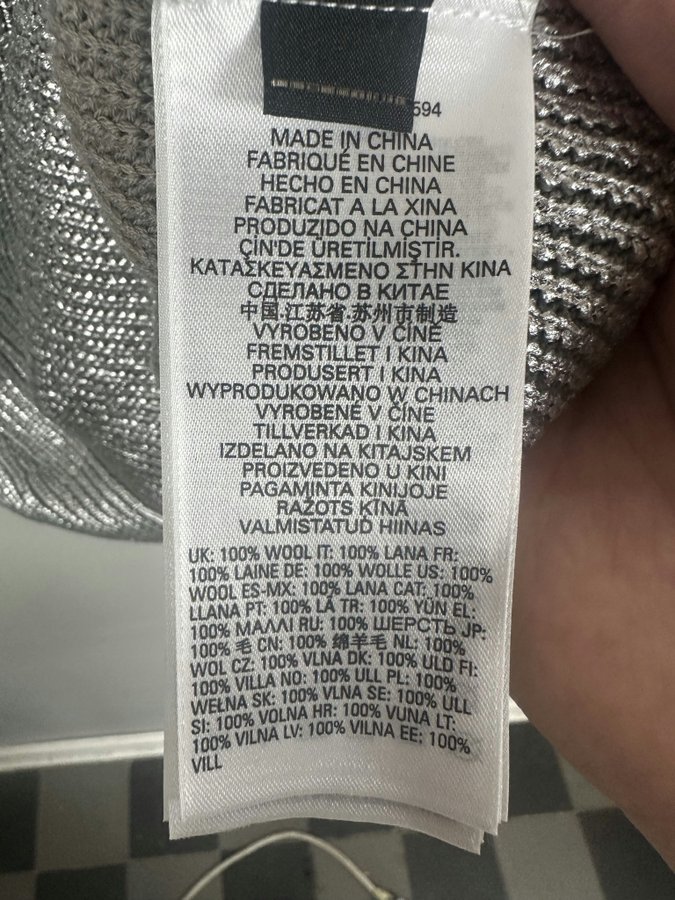 594
MADE IN CHINA
FABRIQUÉ EN CHINE
HECHO EN CHINA
FABRICAT A LA XINA
PRODUZIDO NA CHINA
ÇİN'DE ÜRETİLMİŞTİR.
ΚΑΤΑΣΚΕΥΑΣΜΕΝΟ ΣΤΗΝ ΚΙΝΑ
СДЕЛАНО В КИТАЕ
中国.江苏省.苏州市制造
VYROBENO V ČÍNĚ
FREMSTILLET I KINA
PRODUSERT I KINA
WYPRODUKOWANO W CHINACH
VYROBENÉ V ČÍNE
TILLVERKAD I KINA
IZDELANO NA KITAJSKEM
PROIZVEDENO U KINI
PAGAMINTA KINIJOJE
RAŽOTS ĶĪNĀ
VALMISTATUD HIINAS
UK: 100% WOOL IT: 100% LANA FR:
100% LAINE DE: 100% WOLLE US: 100%
WOOL ES-MX: 100% LANA CAT: 100%
LLANA PT: 100% LÃ TR: 100% YÜN EL:
100% ΜΑΛΛΙ RU: 100% ШЕРСТЬ JP:
100% 毛 CN: 100% 绵羊毛 NL: 100%
WOL CZ: 100% VLNA DK: 100% ULD FI:
100% VILLA NO: 100% ULL PL: 100%
WEŁNA SK: 100% VLNA SE: 100% ULL
SI: 100% VOLNA HR: 100% VUNA LT:
100% VILNA LV: 100% VILNA EE: 100%
VILL